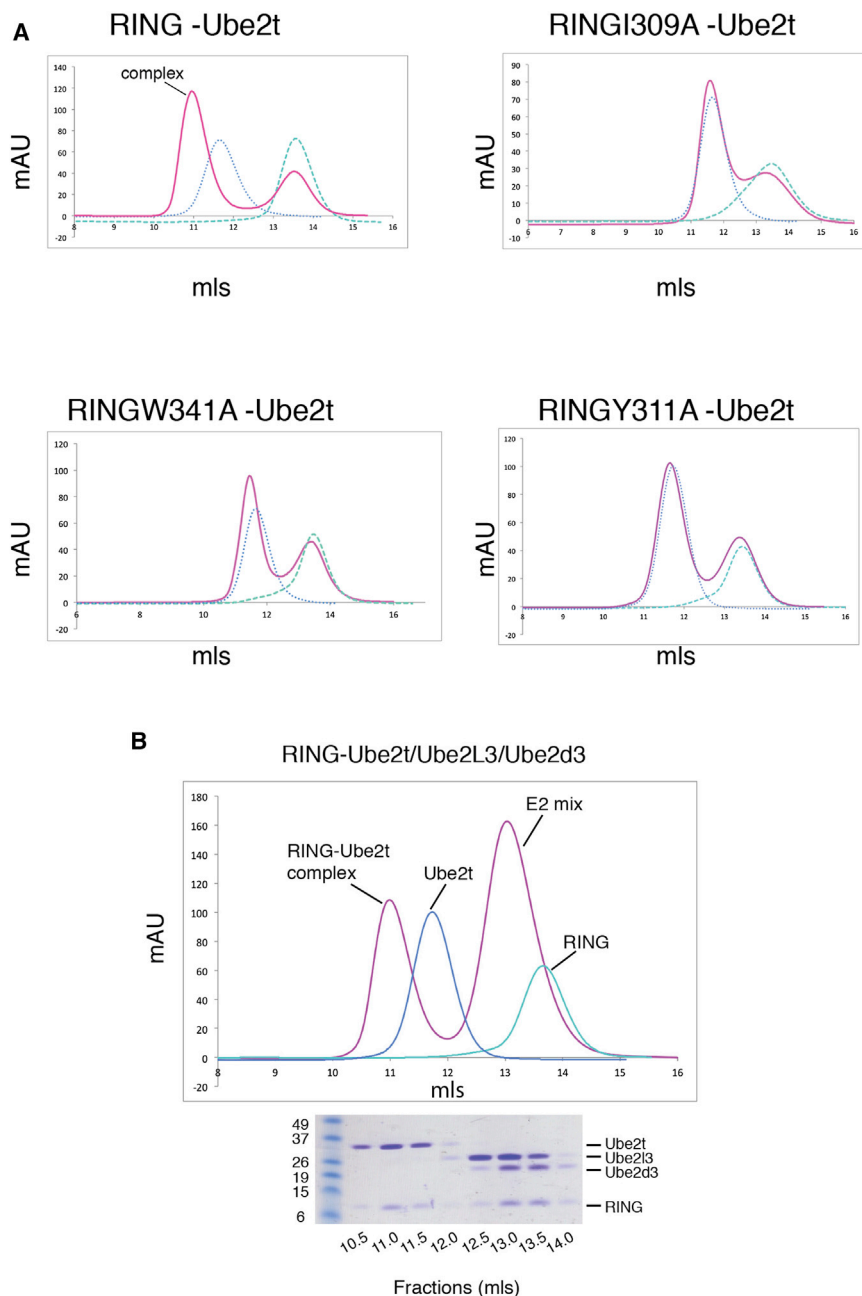 A
RING -Ube2t
RINGI309A -Ube2t
complex
mAU
140
120
100
80
60
40
20
0
-20
8 9 10 11 12 13 14 15 16
mls
mAU
90
80
70
60
50
40
30
20
10
0
-10
6 7 8 9 10 11 12 13 14 15 16
mls
RINGW341A -Ube2t
RINGY311A -Ube2t
mAU
120
100
80
60
40
20
0
-20
6 8 10 12 14 16
mls
mAU
120
100
80
60
40
20
0
-20
8 9 10 11 12 13 14 15 16
mls
B
RING-Ube2t/Ube2L3/Ube2d3
mAU
180
160
140
120
100
80
60
40
20
0
-20
E2 mix
RING-Ube2t
complex
Ube2t
RING
8 9 10 11 12 13 14 15 16
mls
49
37
26
19
15
6
Ube2t
Ube2l3
Ube2d3
RING
10.5 11.0 11.5 12.0 12.5 13.0 13.5 14.0
Fractions (mls)